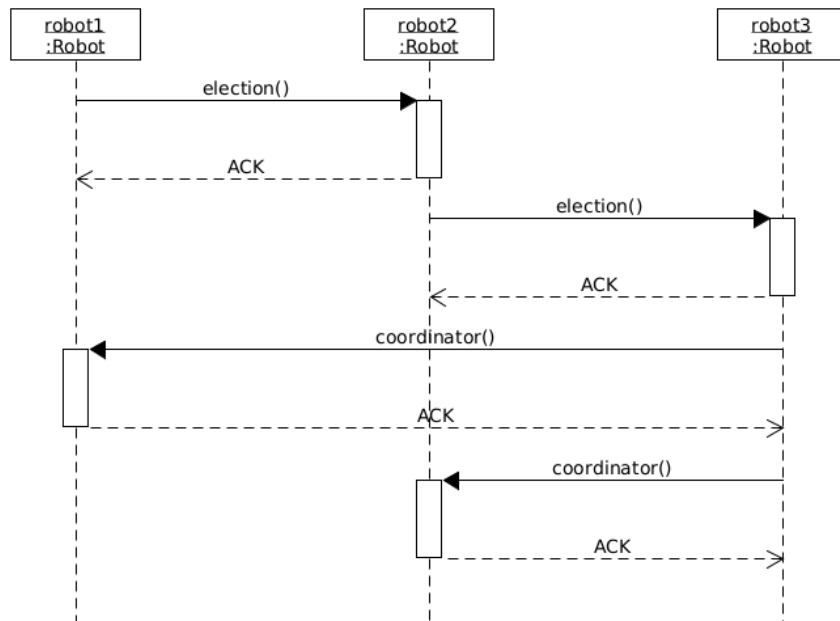 robot1
:Robot
robot2
:Robot
robot3
:Robot
election()
ACK
election()
ACK
coordinator()
ACK
coordinator()
ACK